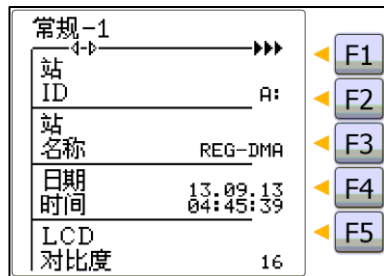 常规-1
站
ID A:
站
名称 REG-DMA
日期 13.09.13
时间 04:45:39
LCD
对比度 16
F1
F2
F3
F4
F5